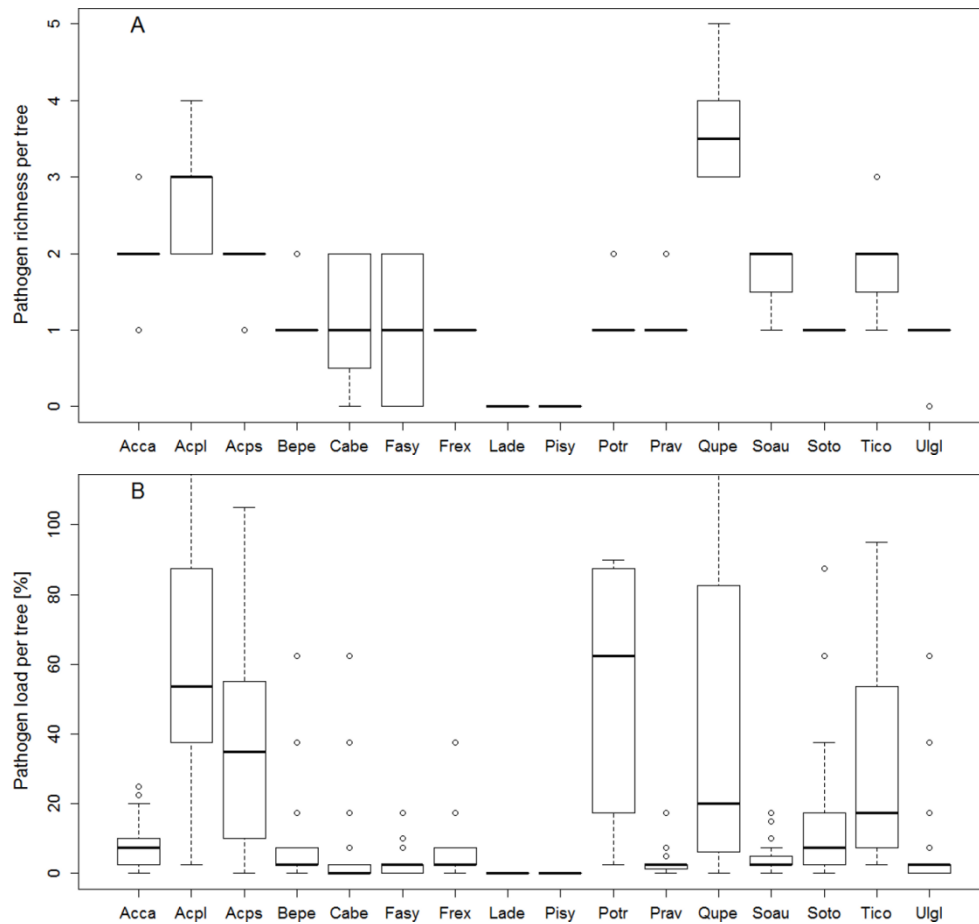 A
Pathogen richness per tree
5
4
3
2
1
0
Acca Acpl Acps Bepe Cabe Fasy Frex Lade Pisy Potr Prav Qupe Soau Soto Tico Ulgl
B
Pathogen load per tree [%]
100
80
60
40
20
0
Acca Acpl Acps Bepe Cabe Fasy Frex Lade Pisy Potr Prav Qupe Soau Soto Tico Ulgl